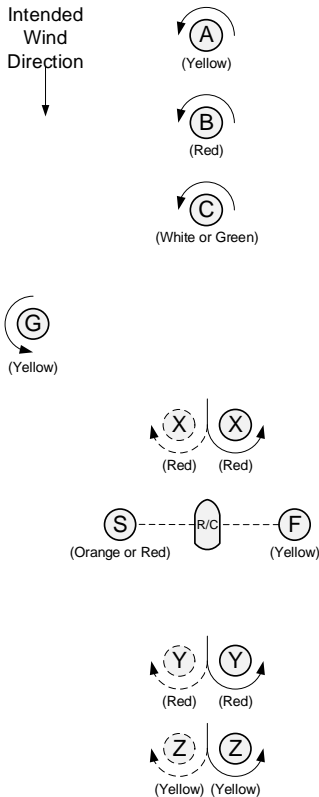 Intended
Wind
Direction
A
(Yellow)
B
(Red)
C
(White or Green)
G
(Yellow)
X X
(Red) (Red)
S R/C F
(Orange or Red) (Yellow)
Y Y
(Red) (Red)
Z Z
(Yellow) (Yellow)